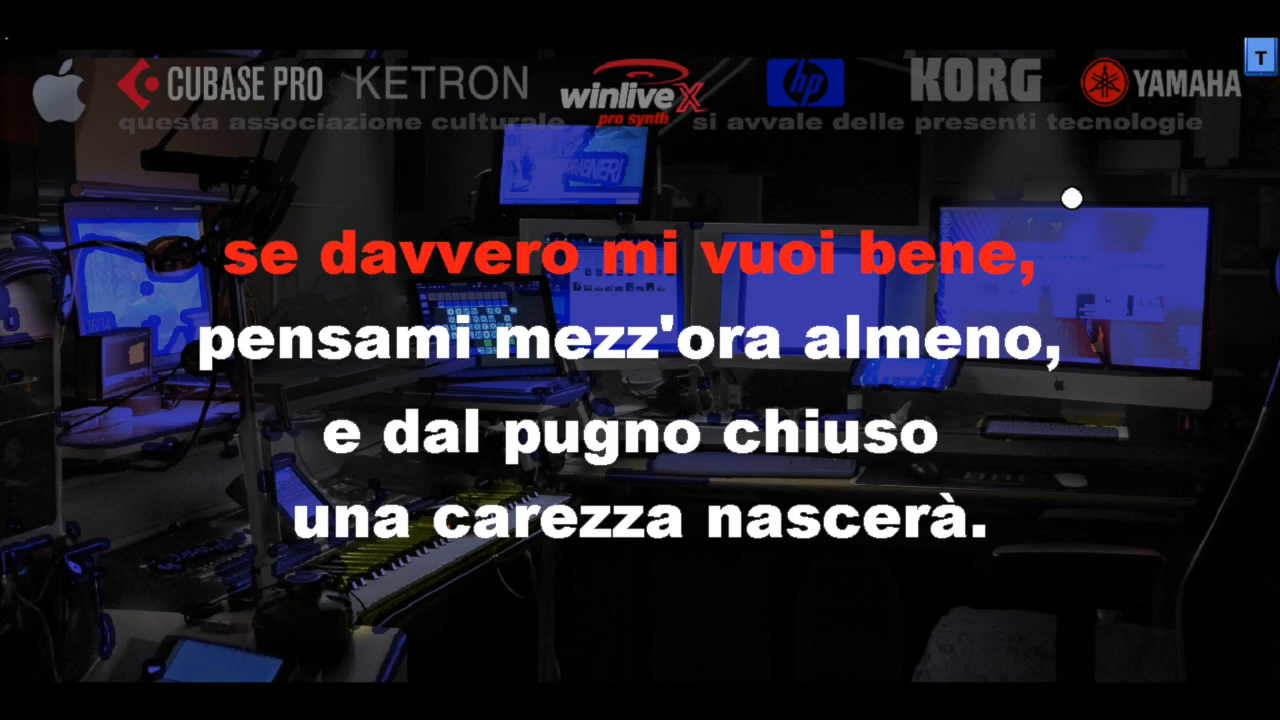 T
CUBASE PRO KETRON winlive X pro synth hp KORG YAMAHA
questa associazione culturale si avvale delle presenti tecnologie
se davvero mi vuoi bene,
pensami mezz'ora almeno,
e dal pugno chiuso
una carezza nascerà.